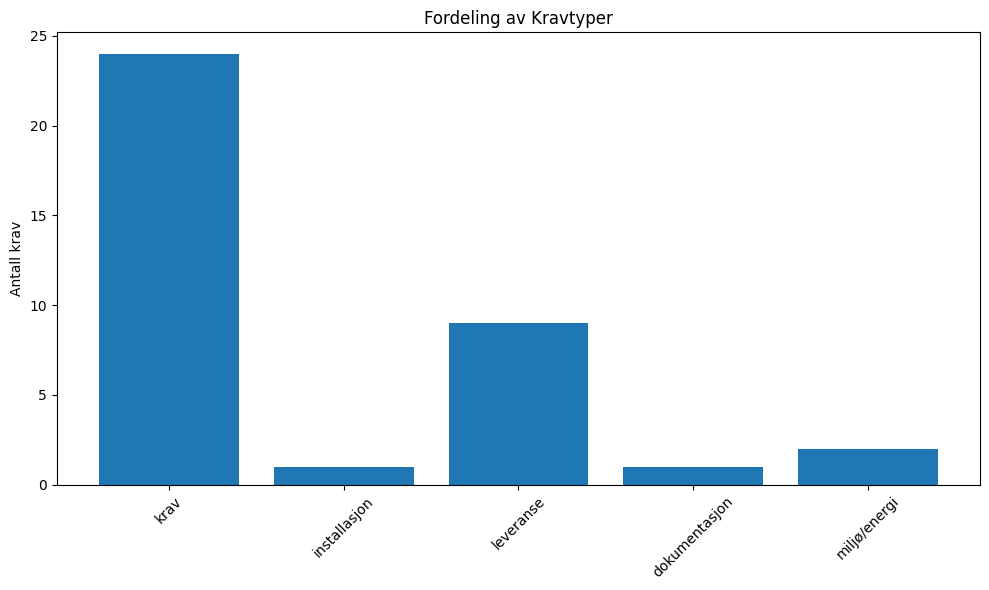 Fordeling av Kravtyper
Antall krav
25
20
15
10
5
0
krav
installasjon
leveranse
dokumentasjon
miljø/energi